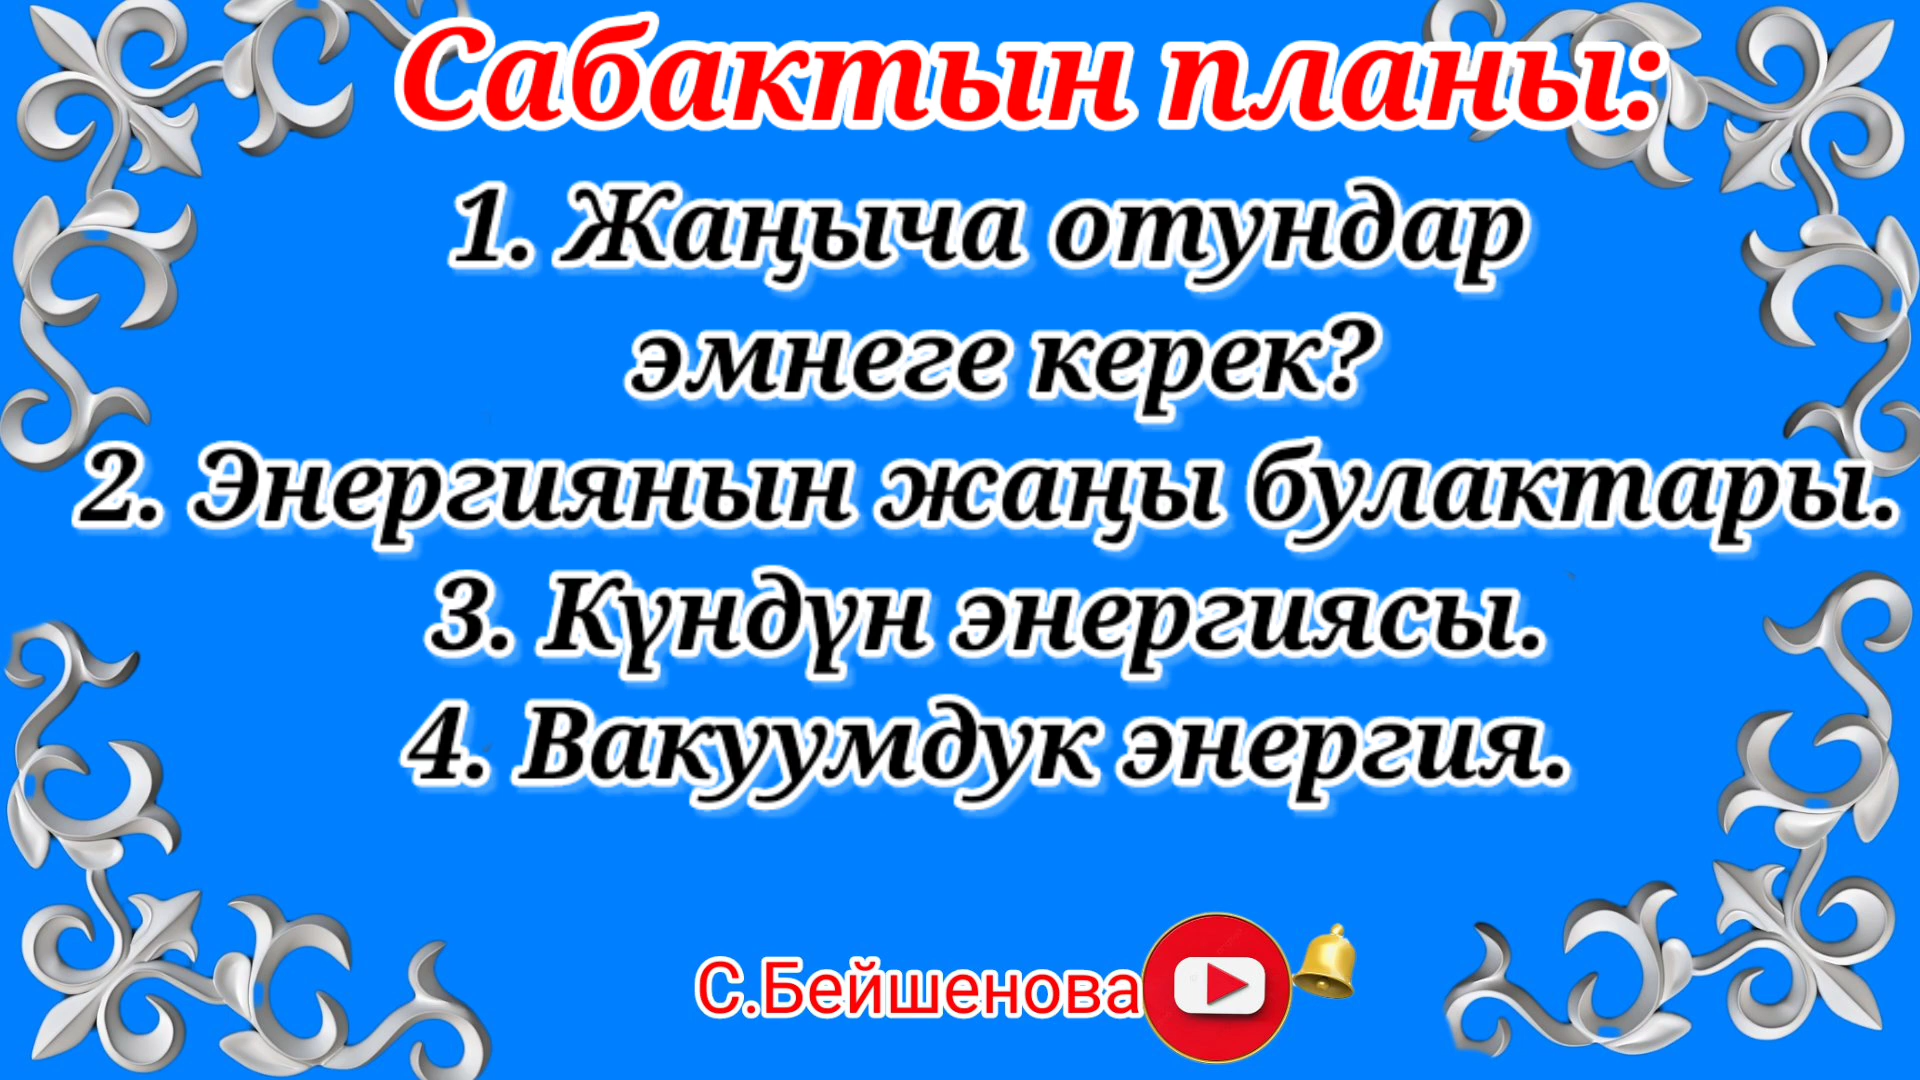 Сабактын планы:
1. Жаңыча отундар
эмнеге керек?
2. Энергиянын жаңы булактары.
3. Күндүн энергиясы.
4. Вакуумдук энергия.
С.Бейшенова